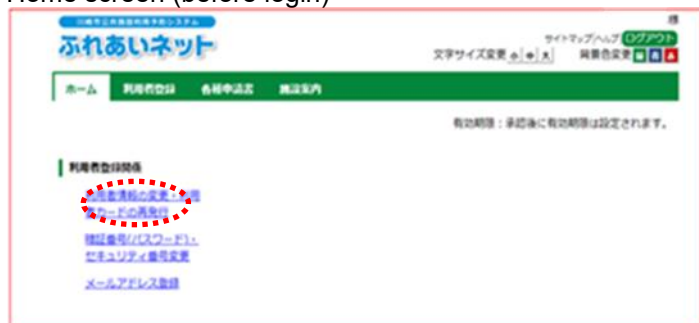 Home screen (before login)
川崎市公共施設利用予約システム
ふれあいネット
様
サイトマップ/ヘルプ ログアウト
文字サイズ変更 小 中 大 背景色変更
ホーム 利用者登録 各種申請書 施設案内
有効期限：承認後に有効期限は設定されます。
利用者登録関係
利用者情報の変更・利用
者カードの再発行
暗証番号(パスワード)・
セキュリティ番号変更
メールアドレス登録